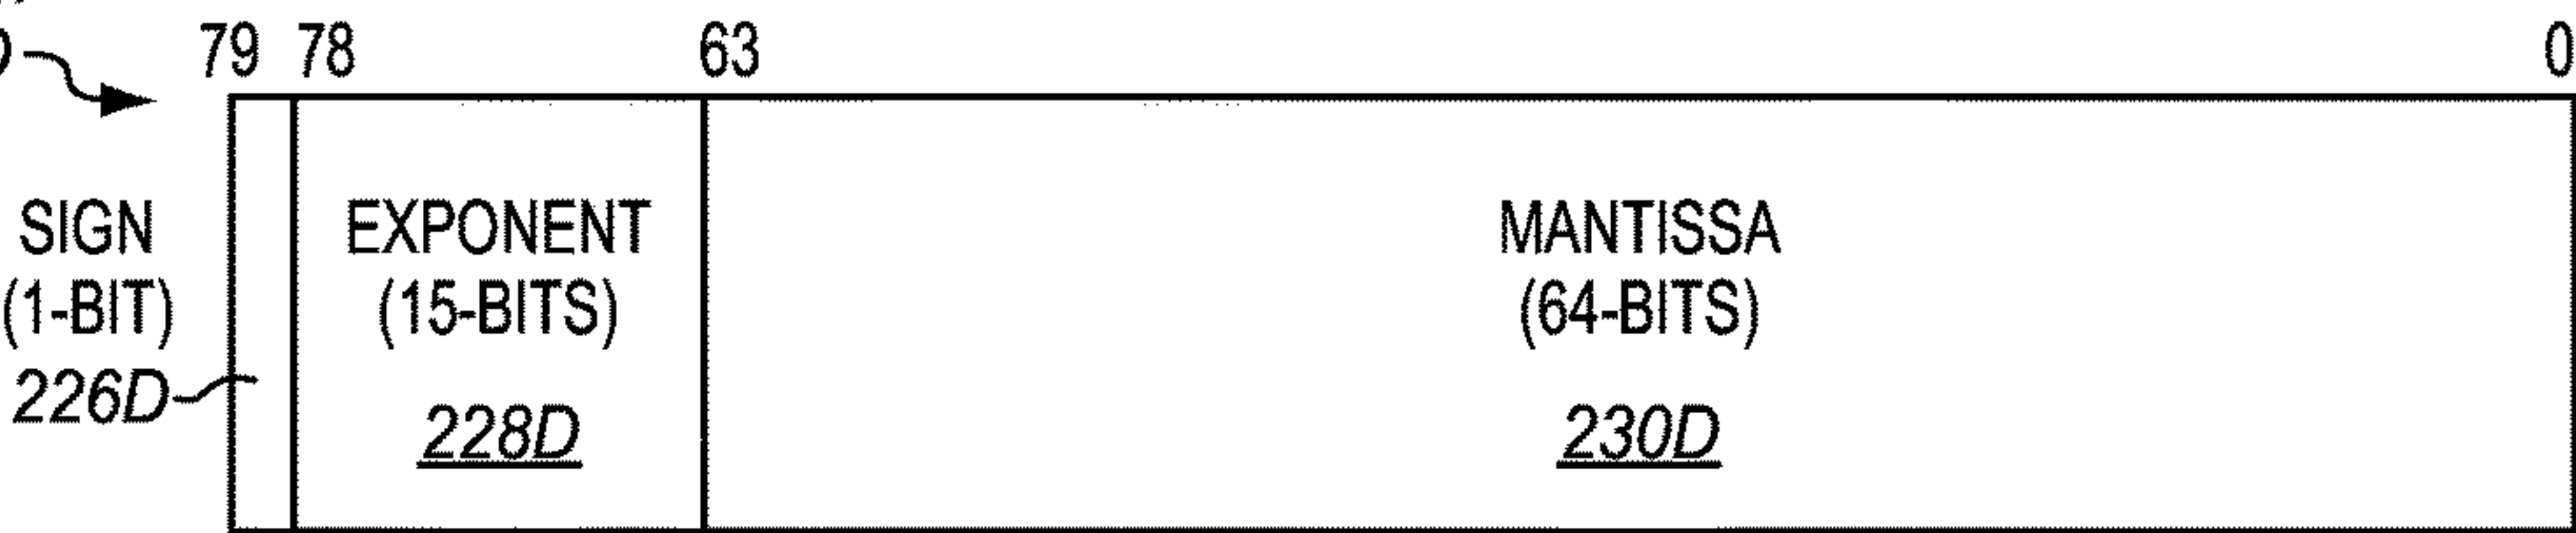 79 78 63 0
SIGN
(1-BIT)
226D
EXPONENT
(15-BITS)
228D
MANTISSA
(64-BITS)
230D